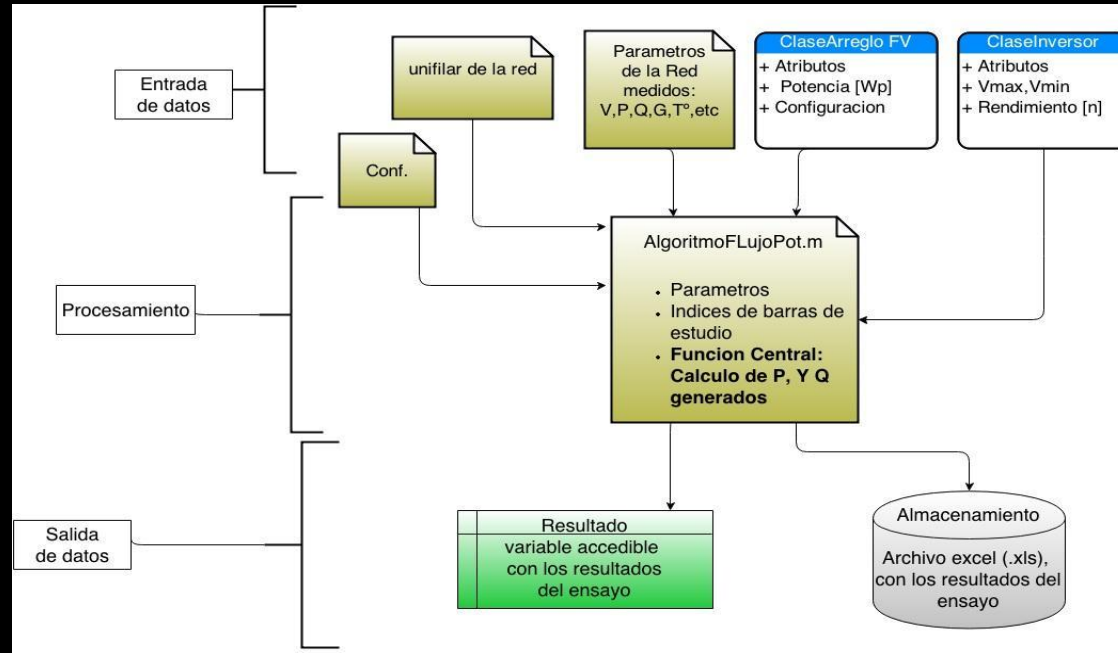 Entrada
de datos
unifilar de la red
Parametros
de la Red
medidos:
V,P,Q,G,Tº,etc
ClaseArreglo FV
+ Atributos
+ Potencia [Wp]
+ Configuracion
ClaseInversor
+ Atributos
+ Vmax,Vmin
+ Rendimiento [n]
Conf.
Procesamiento
AlgoritmoFLujoPot.m
• Parametros
• Indices de barras de
estudio
• Funcion Central:
Calculo de P, Y Q
generados
Salida
de datos
Resultado
variable accedible
con los resultados
del ensayo
Almacenamiento
Archivo excel (.xls),
con los resultados del
ensayo